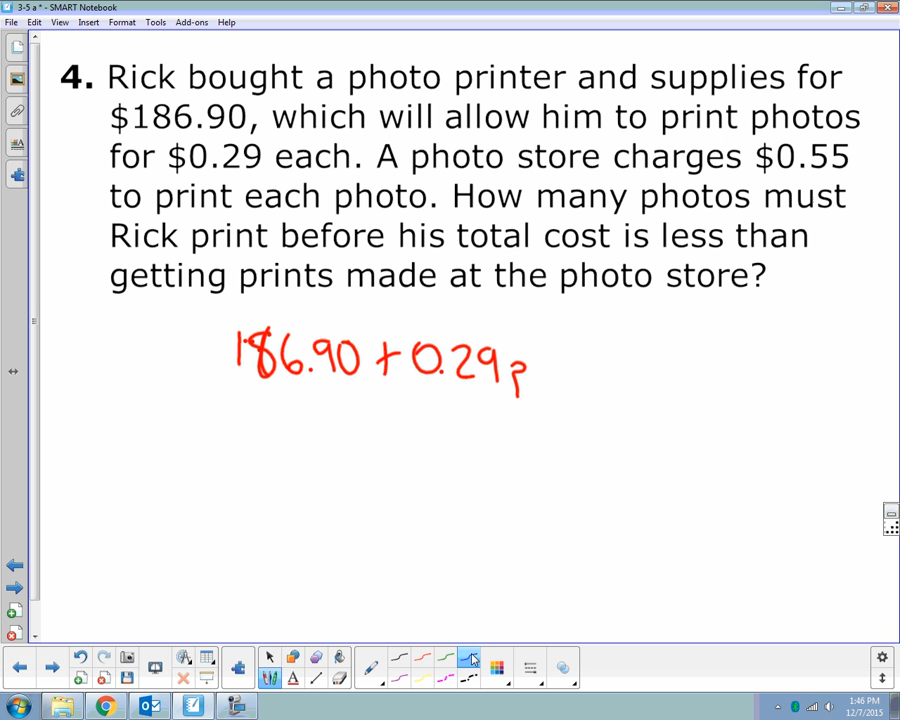 3-5 a * - SMART Notebook
File Edit View Insert Format Tools Add-ons Help
4. Rick bought a photo printer and supplies for
$186.90, which will allow him to print photos
for $0.29 each. A photo store charges $0.55
to print each photo. How many photos must
Rick print before his total cost is less than
getting prints made at the photo store?
186.90 + 0.29p
1:46 PM
12/7/2015